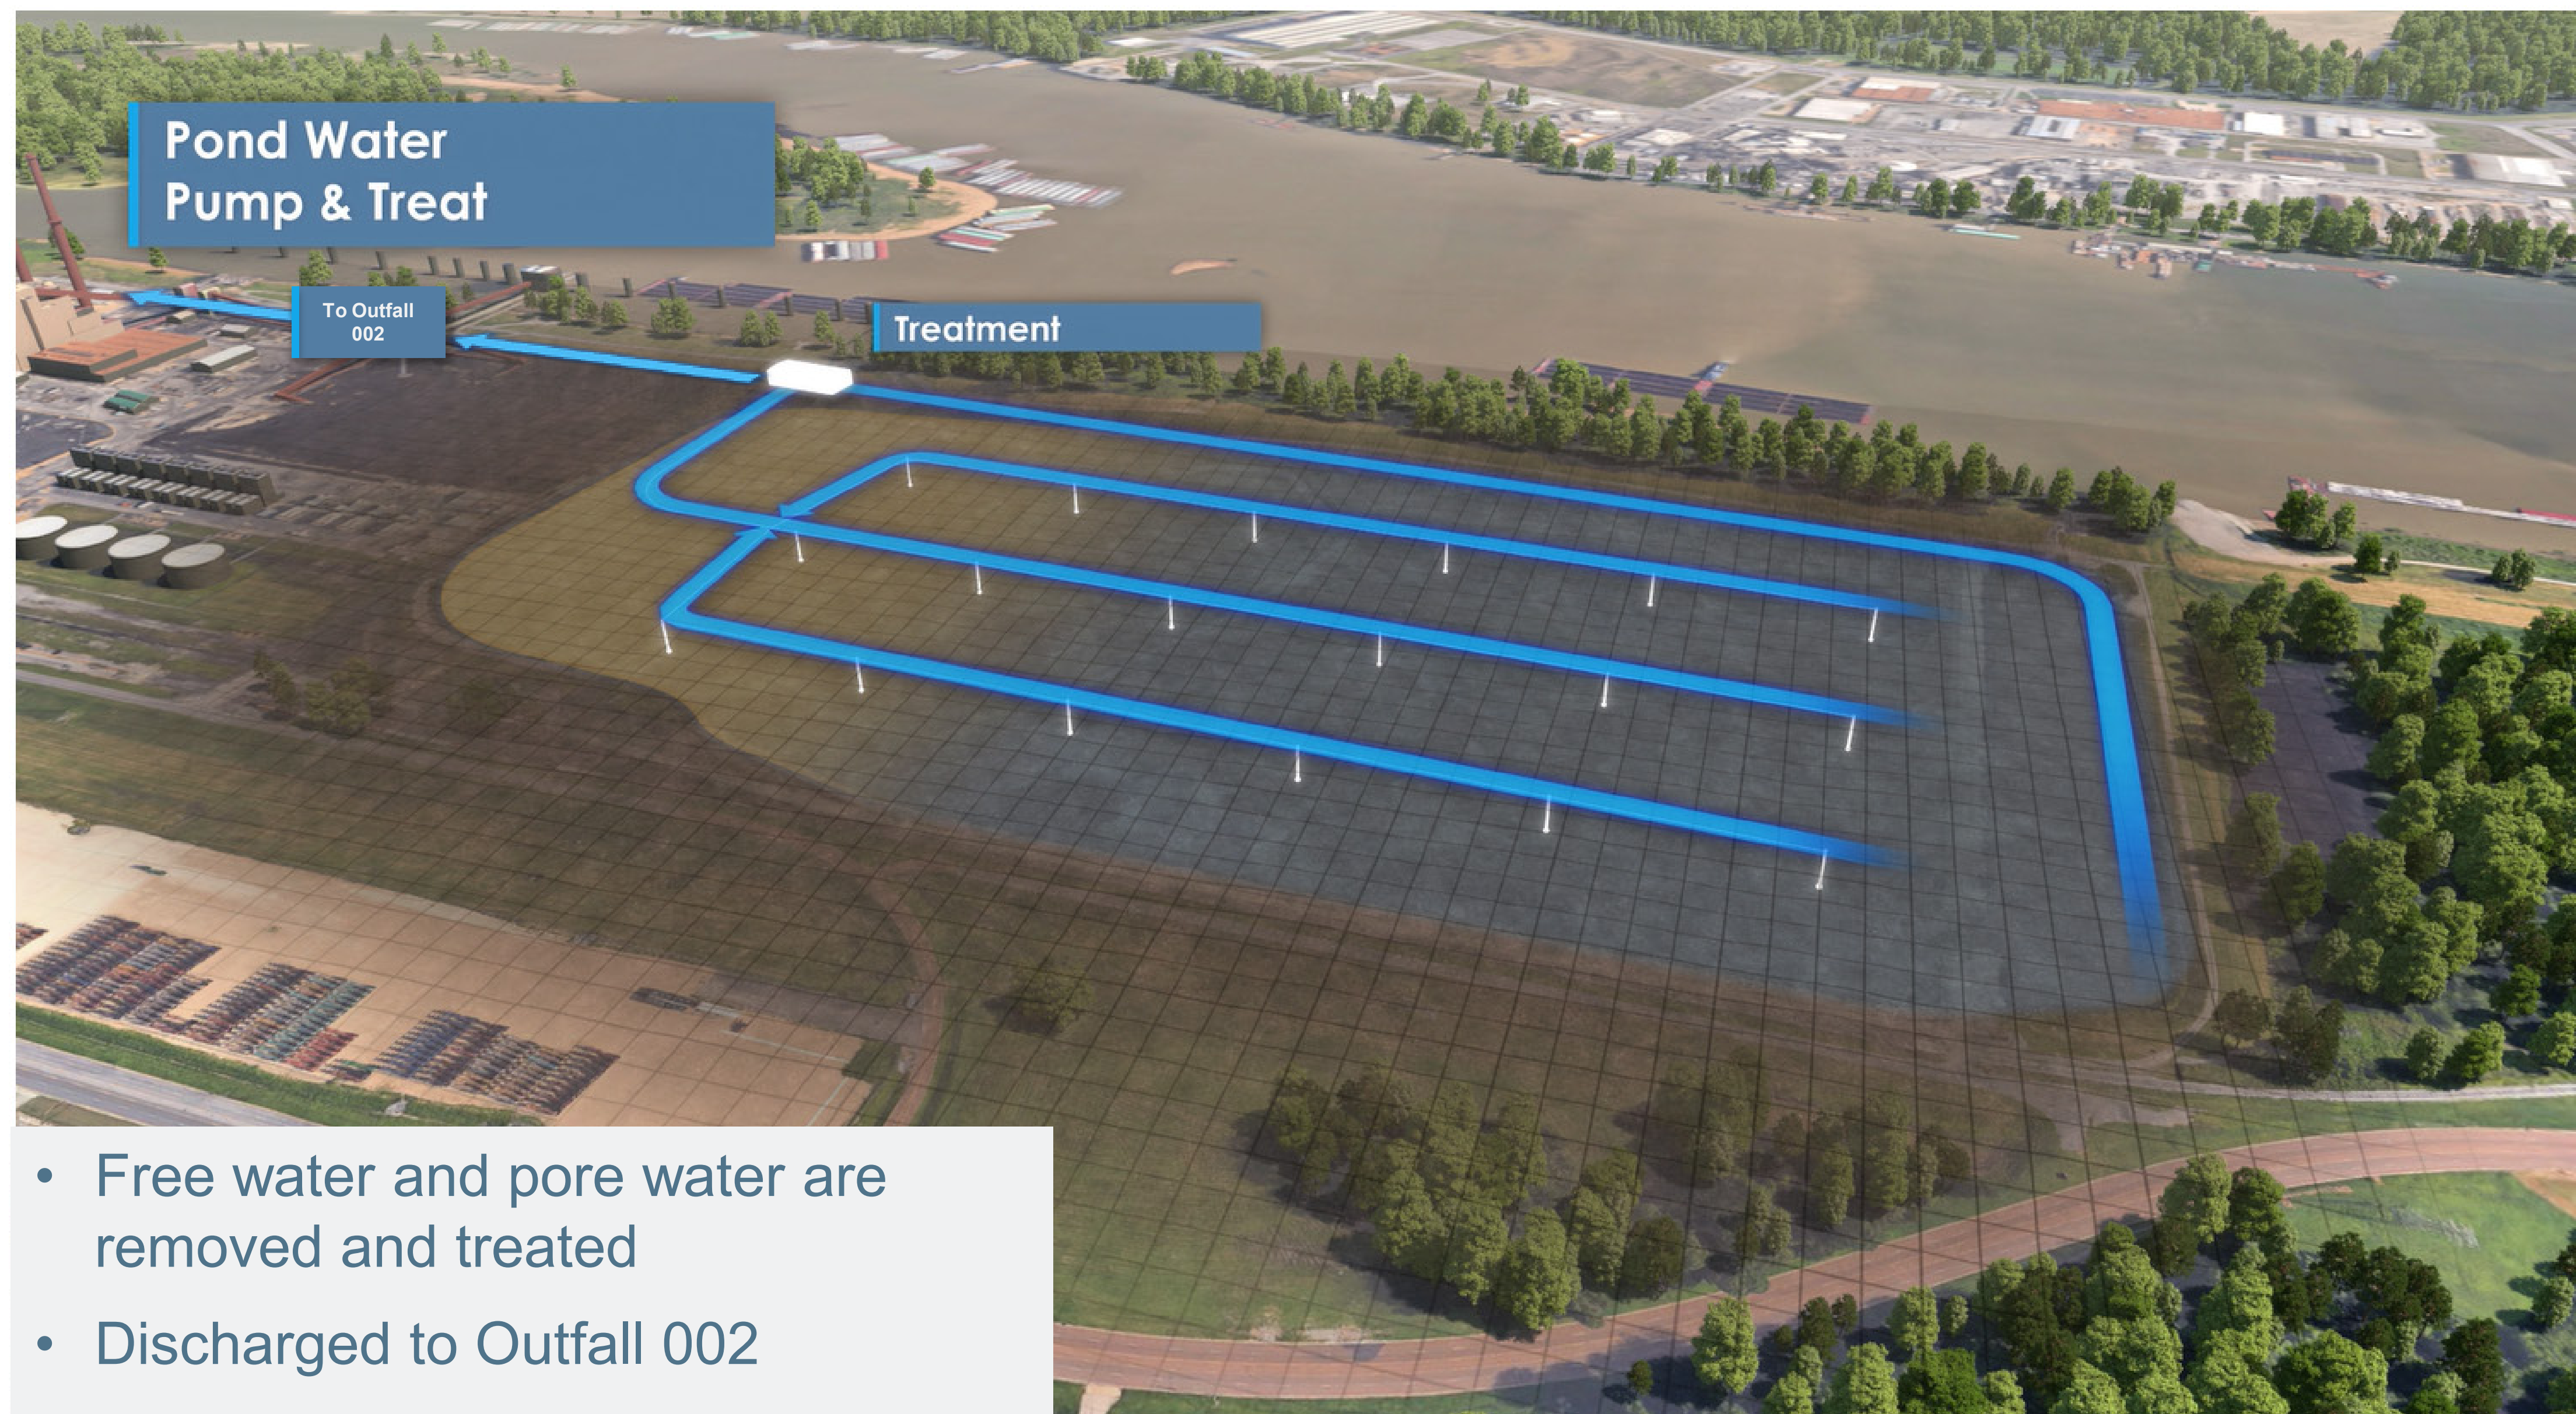 Pond Water
Pump & Treat
To Outfall
002
Treatment
• Free water and pore water are
removed and treated
• Discharged to Outfall 002